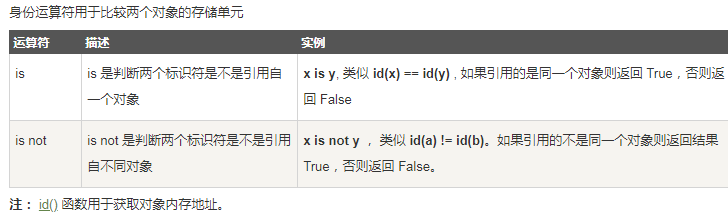 身份运算符用于比较两个对象的存储单元
运算符 描述 实例
is is 是判断两个标识符是不是引用自 x is y, 类似 id(x) == id(y) , 如果引用的是同一个对象则返回 True，否则返
一个对象 回 False
is not is not 是判断两个标识符是不是引用 x is not y ， 类似 id(a) != id(b)。如果引用的不是同一个对象则返回结果
自不同对象 True，否则返回 False。
注： id() 函数用于获取对象内存地址。